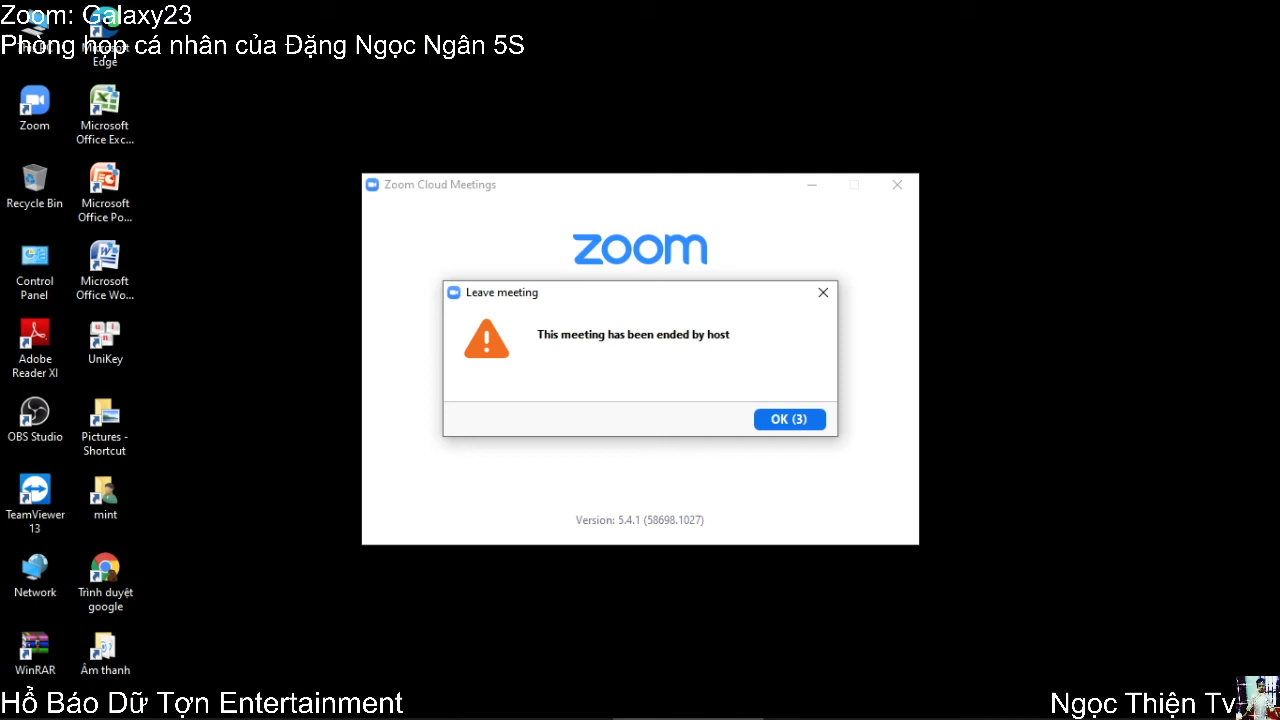 Zoom: Galaxy23
Phòng họp cá nhân của Đặng Ngọc Ngân 5S
Edge
Zoom
Microsoft
Office Exc...
Recycle Bin
Microsoft
Office Po...
Control
Panel
Microsoft
Office Wo...
Adobe
Reader XI
UniKey
OBS Studio
Pictures -
Shortcut
TeamViewer
13
mint
Network
Trình duyệt
google
WinRAR
Âm thanh
Zoom Cloud Meetings
zoom
Leave meeting
This meeting has been ended by host
OK (3)
Version: 5.4.1 (58698.1027)
Hổ Báo Dữ Tợn Entertainment
Ngọc Thiện Tv